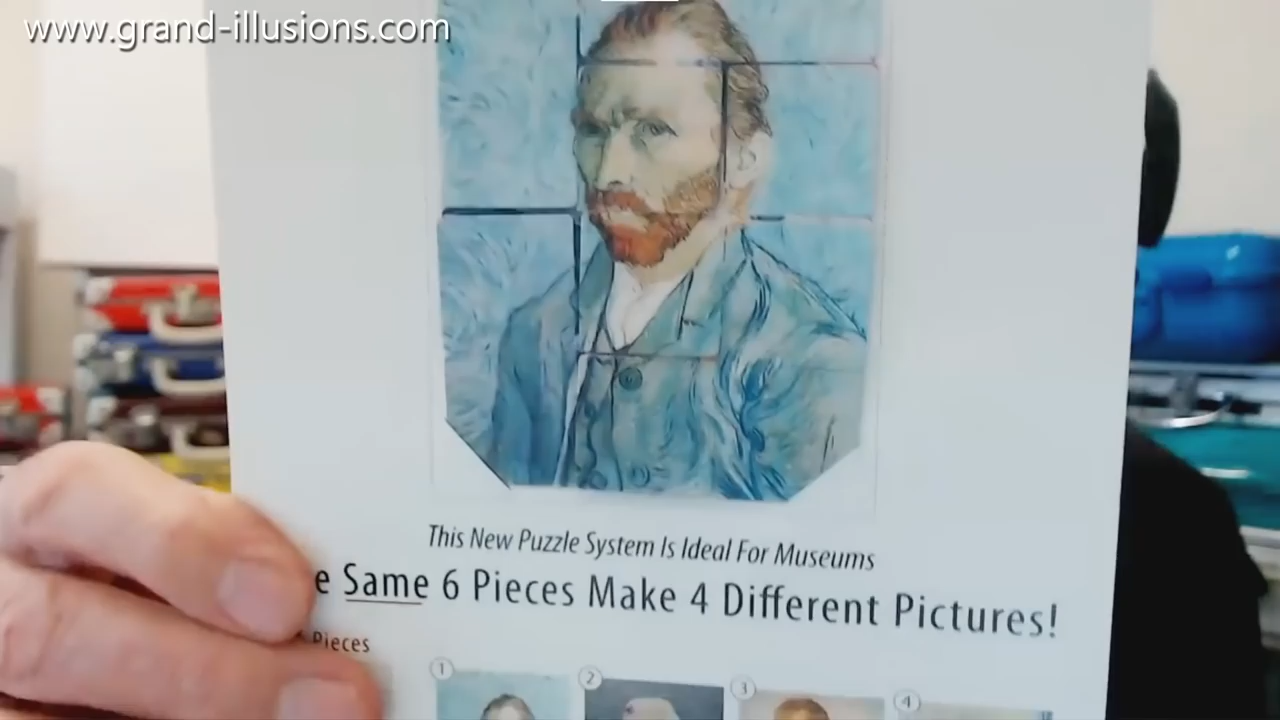 www.grand-illusions.com
This New Puzzle System Is Ideal For Museums
e Same 6 Pieces Make 4 Different Pictures!
Pieces
1 2 3 4